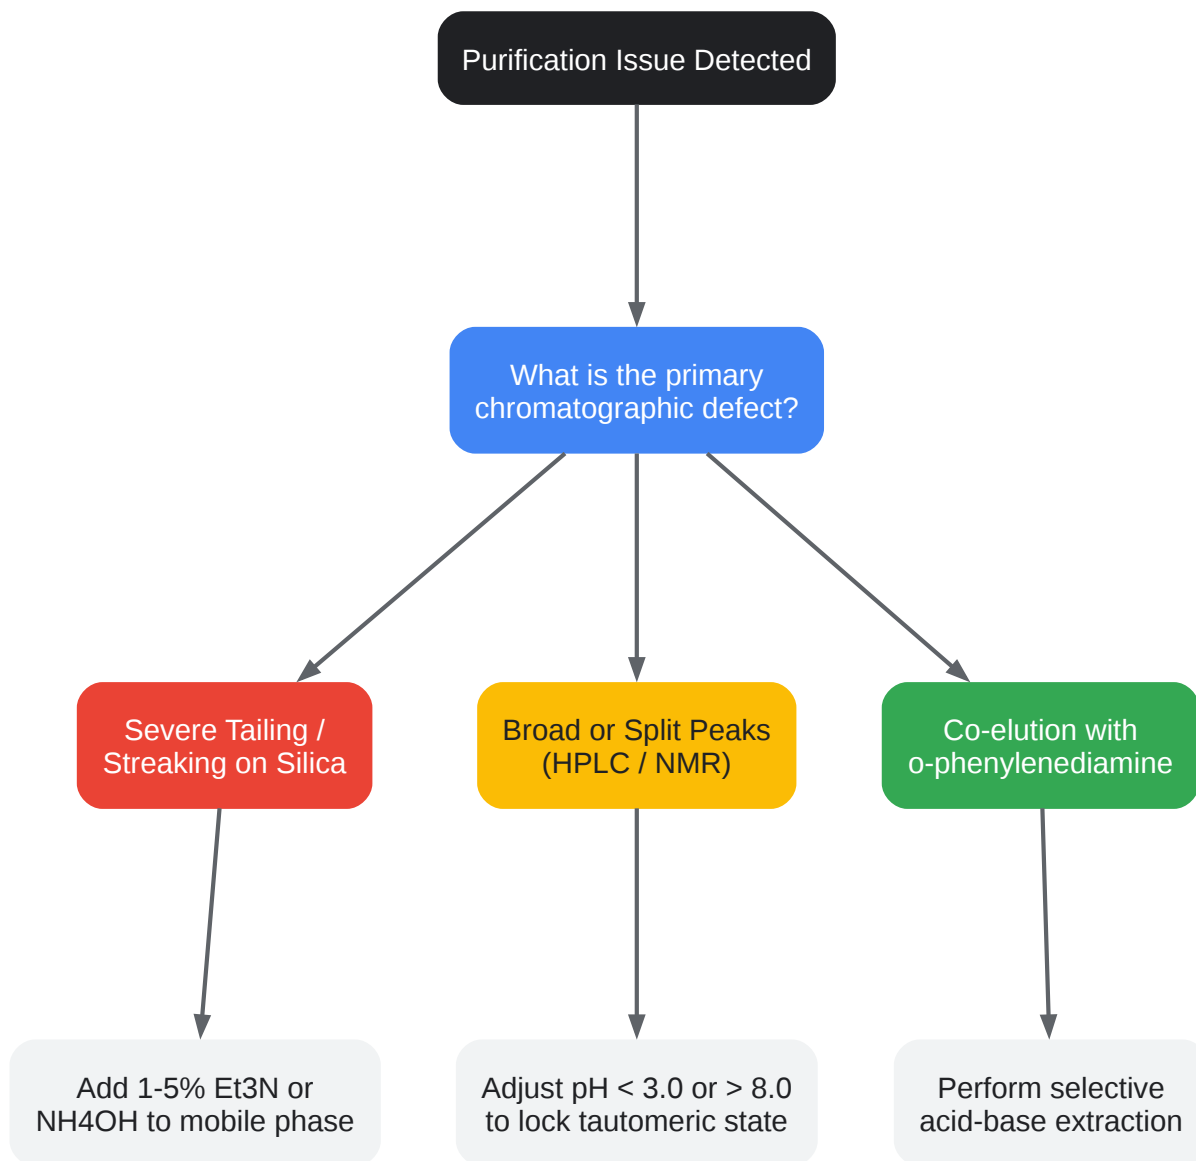 Purification Issue Detected
What is the primary
chromatographic defect?
Severe Tailing /
Streaking on Silica
Broad or Split Peaks
(HPLC / NMR)
Co-elution with
o-phenylenediamine
Add 1-5% Et3N or
NH4OH to mobile phase
Adjust pH < 3.0 or > 8.0
to lock tautomeric state
Perform selective
acid-base extraction